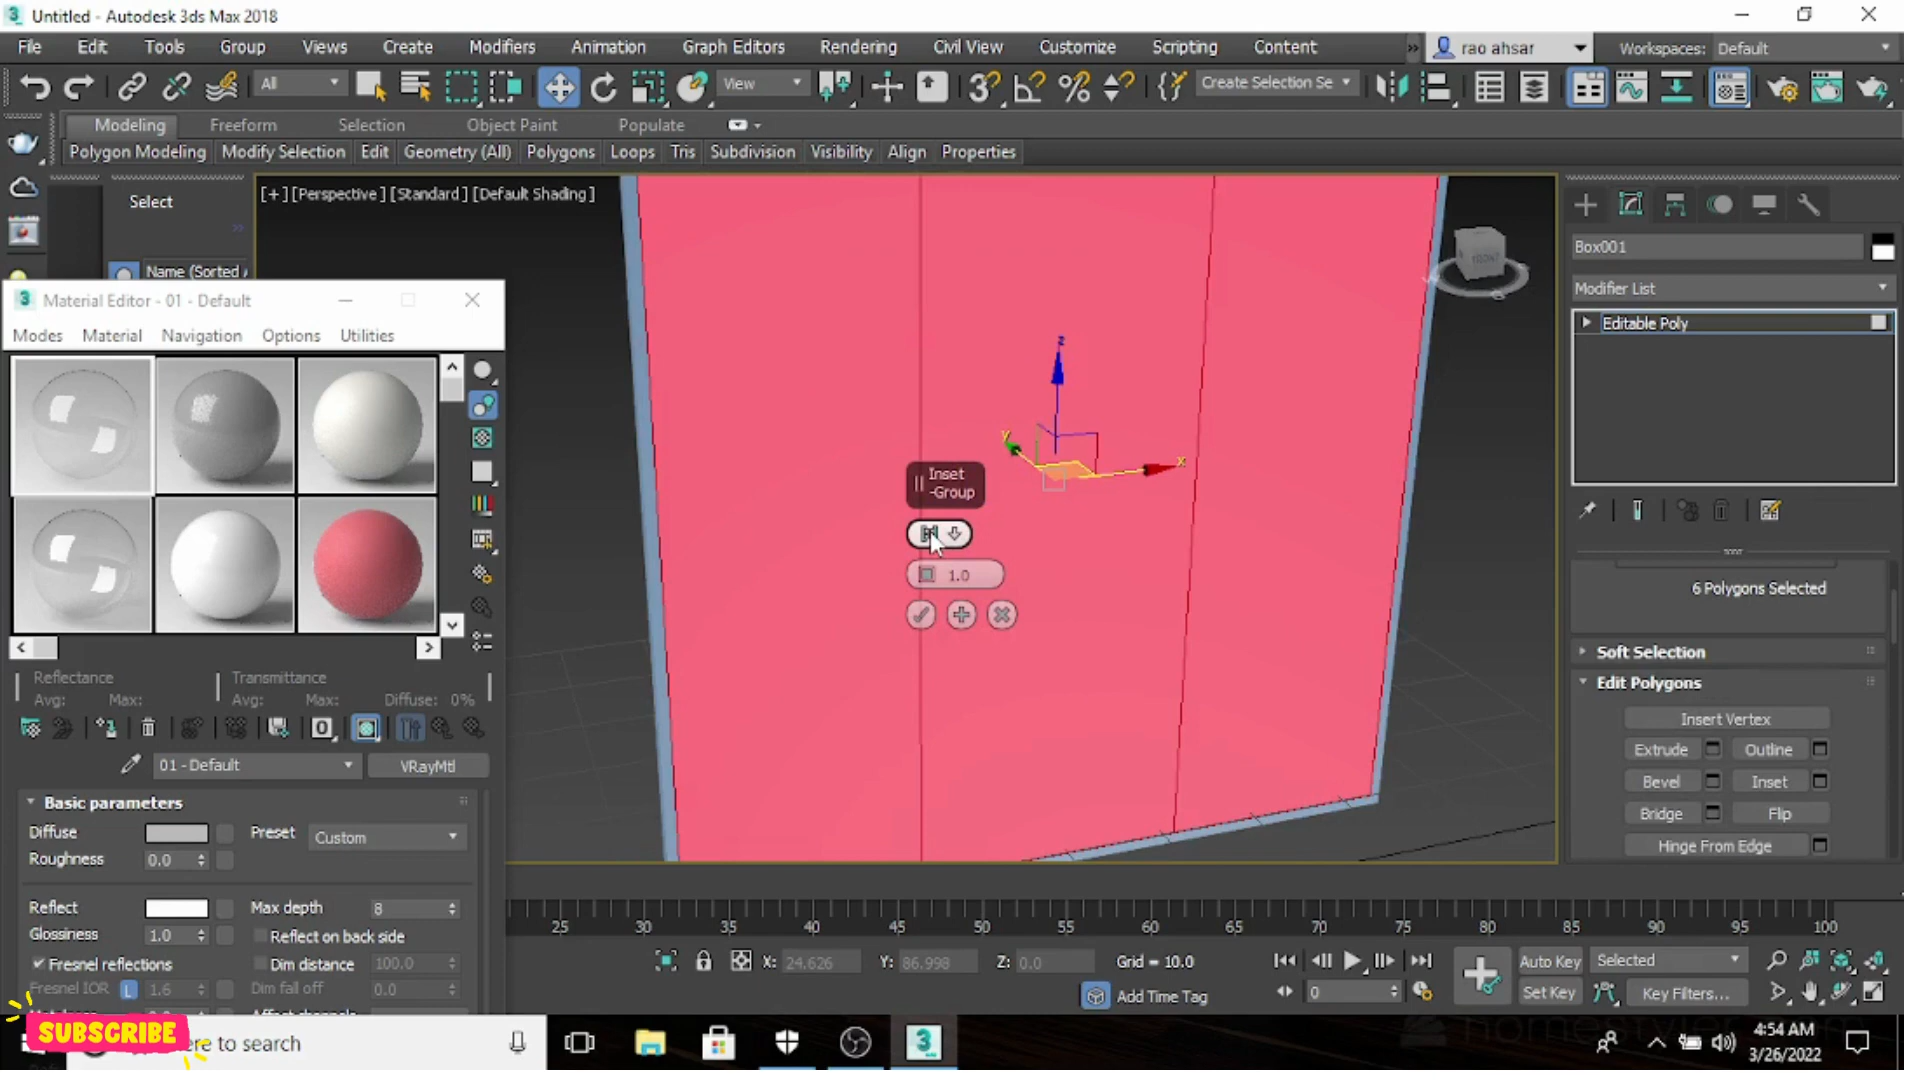 Untitled - Autodesk 3ds Max 2018
File Edit Tools Group Views Create Modifiers Animation Graph Editors Rendering Civil View Customize Scripting Content rao ahsar Workspaces: Default
All View Create Selection Se
Modeling Freeform Selection Object Paint Populate
Polygon Modeling Modify Selection Edit Geometry (All) Polygons Loops Tris Subdivision Visibility Align Properties
Select
[+] [Perspective] [Standard] [Default Shading]
FRONT
Box001
Name (Sorted A
Modifier List
Material Editor - 01 - Default
Editable Poly
Modes Material Navigation Options Utilities
z
y
x
Inset
-Group
1.0
6 Polygons Selected
Soft Selection
Edit Polygons
Insert Vertex
Extrude Outline
Bevel Inset
Bridge Flip
Hinge From Edge
Reflectance Transmittance
Avg: Max: Avg: Max: Diffuse: 0%
01 - Default VRayMtl
Basic parameters
Diffuse Preset Custom
Roughness 0.0
Reflect Max depth 8
Glossiness 1.0 Reflect on back side
Fresnel reflections Dim distance 100.0
Fresnel IOR L 1.6 Dim fall off 0.0
25 30 35 40 45 50 55 60 65 70 75 80 85 90 95 100
X: 24.626 Y: 86.998 Z: 0.0 Grid = 10.0 Auto Key Selected
Add Time Tag 0 Set Key Key Filters...
SUBSCRIBE
ere to search
4:54 AM
3/26/2022